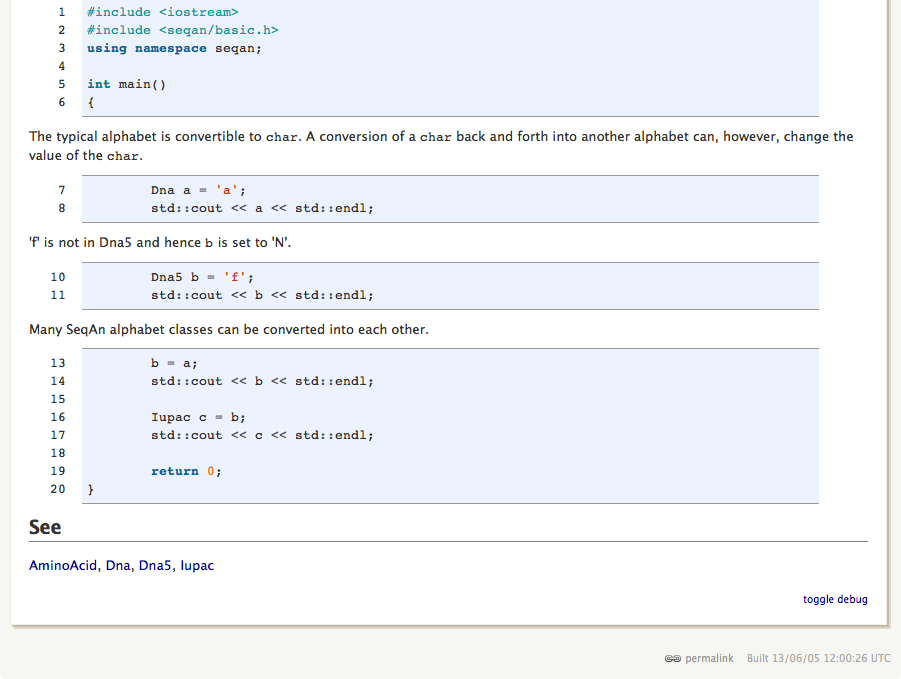 1 #include <iostream>
2 #include <seqan/basic.h>
3 using namespace seqan;
4
5 int main()
6 {
The typical alphabet is convertible to char. A conversion of a char back and forth into another alphabet can, however, change the
value of the char.
7 Dna a = 'a';
8 std::cout << a << std::endl;
'f' is not in Dna5 and hence b is set to 'N'.
10 Dna5 b = 'f';
11 std::cout << b << std::endl;
Many SeqAn alphabet classes can be converted into each other.
13 b = a;
14 std::cout << b << std::endl;
15
16 Iupac c = b;
17 std::cout << c << std::endl;
18
19 return 0;
20 }
See
AminoAcid, Dna, Dna5, Iupac
toggle debug
permalink Built 13/06/05 12:00:26 UTC